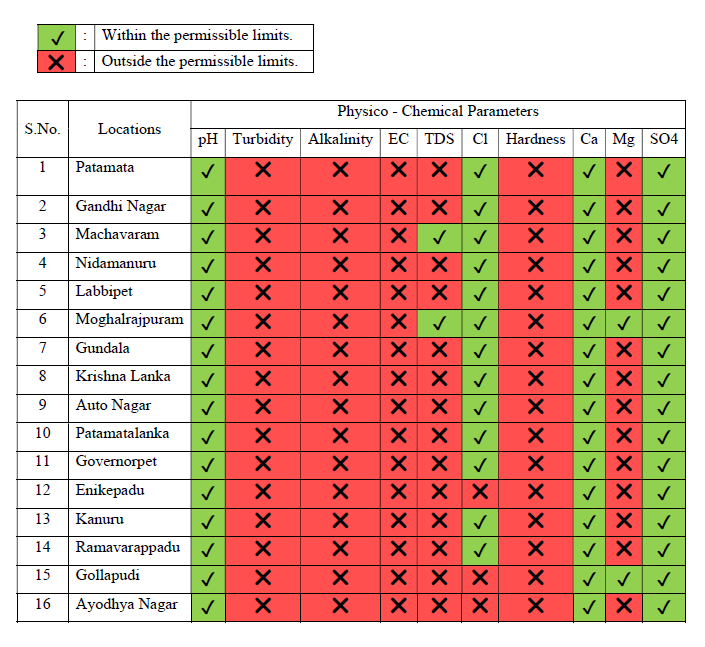 ✓ : Within the permissible limits.
✕ : Outside the permissible limits.
S.No. Locations Physico - Chemical Parameters
pH Turbidity Alkalinity EC TDS Cl Hardness Ca Mg SO4
1 Patamata ✓ ✕ ✕ ✕ ✕ ✓ ✕ ✓ ✕ ✓
2 Gandhi Nagar ✓ ✕ ✕ ✕ ✕ ✓ ✕ ✓ ✕ ✓
3 Machavaram ✓ ✕ ✕ ✕ ✓ ✓ ✕ ✓ ✕ ✓
4 Nidamanuru ✓ ✕ ✕ ✕ ✕ ✓ ✕ ✓ ✕ ✓
5 Labbipet ✓ ✕ ✕ ✕ ✕ ✓ ✕ ✓ ✕ ✓
6 Moghalrajpuram ✓ ✕ ✕ ✕ ✓ ✓ ✕ ✓ ✓ ✓
7 Gundala ✓ ✕ ✕ ✕ ✕ ✓ ✕ ✓ ✕ ✓
8 Krishna Lanka ✓ ✕ ✕ ✕ ✕ ✓ ✕ ✓ ✕ ✓
9 Auto Nagar ✓ ✕ ✕ ✕ ✕ ✓ ✕ ✓ ✕ ✓
10 Patamatalanka ✓ ✕ ✕ ✕ ✕ ✓ ✕ ✓ ✕ ✓
11 Governorpet ✓ ✕ ✕ ✕ ✕ ✓ ✕ ✓ ✕ ✓
12 Enikepadu ✓ ✕ ✕ ✕ ✕ ✕ ✕ ✓ ✕ ✓
13 Kanuru ✓ ✕ ✕ ✕ ✕ ✓ ✕ ✓ ✕ ✓
14 Ramavarappadu ✓ ✕ ✕ ✕ ✕ ✓ ✕ ✓ ✕ ✓
15 Gollapudi ✓ ✕ ✕ ✕ ✕ ✕ ✕ ✓ ✓ ✓
16 Ayodhya Nagar ✓ ✕ ✕ ✕ ✕ ✕ ✕ ✓ ✕ ✓